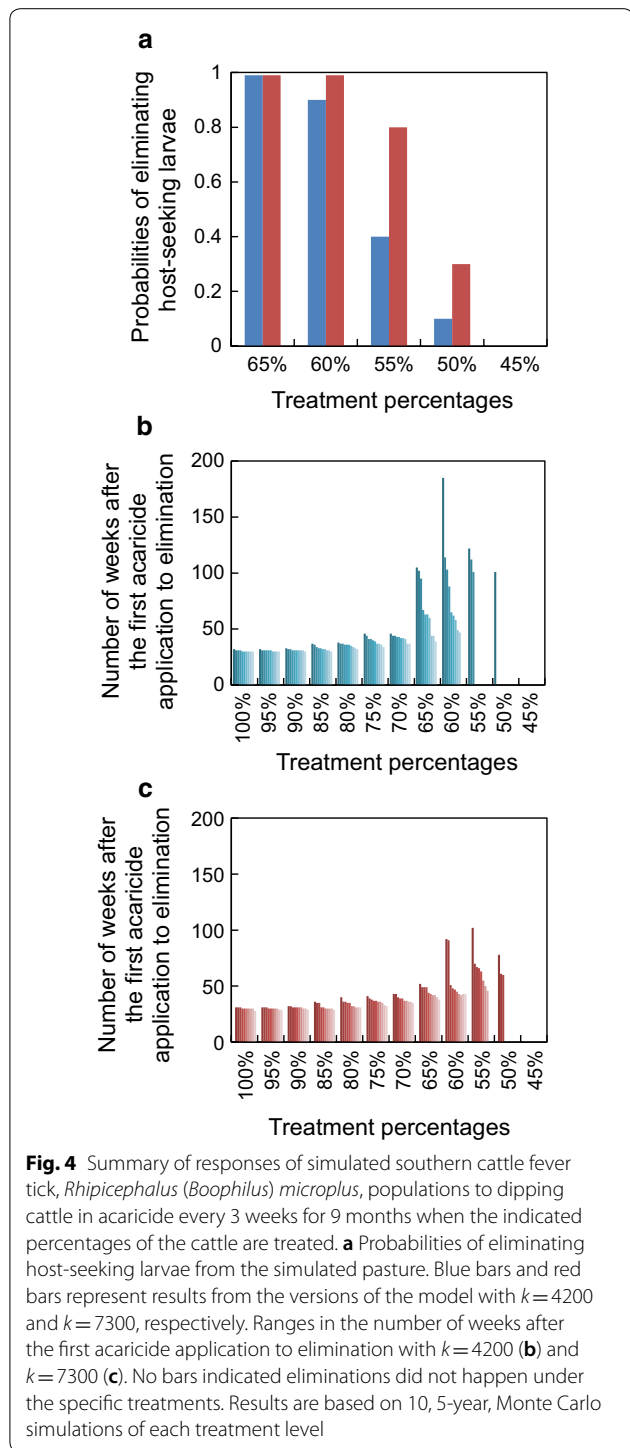 a
Probabilities of eliminating
host-seeking larvae
1
0.8
0.6
0.4
0.2
0
65% 60% 55% 50% 45%
Treatment percentages
b
Number of weeks after
the first acaricide
application to elimination
200
150
100
50
0
100% 95% 90% 85% 80% 75% 70% 65% 60% 55% 50% 45%
Treatment percentages
c
Number of weeks after
the first acaricide
application to elimination
200
150
100
50
0
100% 95% 90% 85% 80% 75% 70% 65% 60% 55% 50% 45%
Treatment percentages
Fig. 4 Summary of responses of simulated southern cattle fever
tick, Rhipicephalus (Boophilus) microplus, populations to dipping
cattle in acaricide every 3 weeks for 9 months when the indicated
percentages of the cattle are treated. a Probabilities of eliminating
host-seeking larvae from the simulated pasture. Blue bars and red
bars represent results from the versions of the model with k = 4200
and k = 7300, respectively. Ranges in the number of weeks after
the first acaricide application to elimination with k = 4200 (b) and
k = 7300 (c). No bars indicated eliminations did not happen under
the specific treatments. Results are based on 10, 5-year, Monte Carlo
simulations of each treatment level